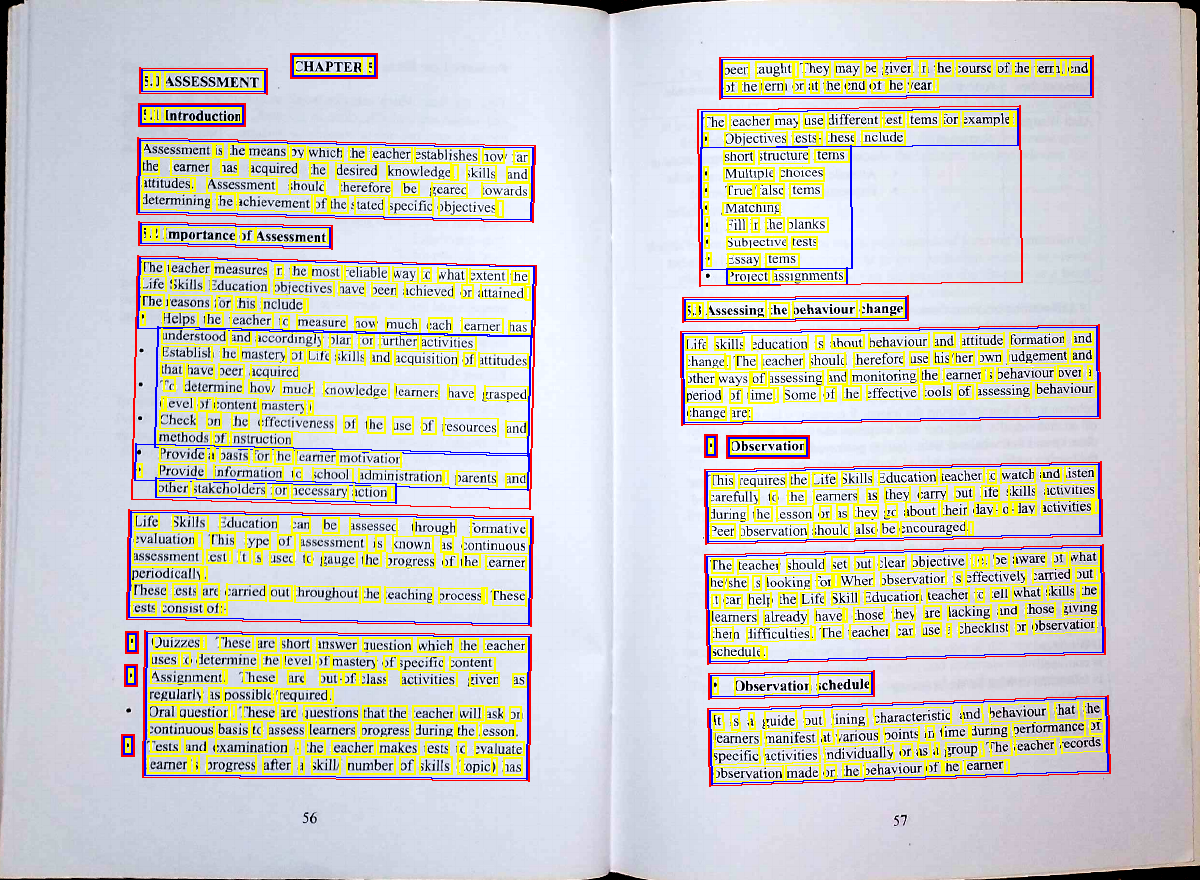 CHAPTER 5
5.0 ASSESSMENT
5.1 Introduction
Assessment is the means by which the teacher establishes how far
the learner has acquired the desired knowledge, skills and
attitudes. Assessment should therefore be geared towards
determining the achievement of the stated specific objectives.
5.2 Importance of Assessment
The teacher measures in the most reliable way to what extent the
Life Skills Education objectives have been achieved or attained.
The reasons for this include
• Helps the teacher to measure how much each learner has
understood and accordingly plan for further activities
• Establish the mastery of Life skills and acquisition of attitudes
that have been acquired
• To determine how much knowledge learners have grasped
(level of content mastery)
• Check on the effectiveness of the use of resources and
methods of instruction
• Provide a basis for the learner motivation
• Provide information to school administration parents and
other stakeholders for necessary action
Life Skills Education can be assessed through formative
evaluation. This type of assessment is known as continuous
assessment test. It is used to gauge the progress of the learner
periodically.
These tests are carried out throughout the teaching process. These
tests consist of:-
• Quizzes. These are short answer question which the teacher
uses to determine the level of mastery of specific content
• Assignment. These are out-of-class activities given as
regularly as possible/required.
• Oral question. These are questions that the teacher will ask on
continuous basis to assess learners progress during the lesson.
• Tests and examination - the teacher makes tests to evaluate
learner's progress after a skill/ number of skills (topic) has
56
been taught. They may be given in the course of the term, end
of the term or at the end of the year.
The teacher may use different test items for example:
• Objectives tests- these include
short structure items
• Multiple choices
• True/false items
• Matching
• Fill in the blanks
• Subjective tests
• Essay items
• Project assignments
5.3 Assessing the behaviour change
Life skills education is about behaviour and attitude formation and
change. The teacher should therefore use his/her own judgement and
other ways of assessing and monitoring the learner's behaviour over a
period of time. Some of the effective tools of assessing behaviour
change are;
• Observation
This requires the Life Skills Education teacher to watch and listen
carefully to the learners as they carry out life skills activities
during the lesson or as they go about their day-to-day activities.
Peer observation should also be encouraged.
The teacher should set out clear objective i.e. be aware of what
he/she is looking for. When observation is effectively carried out
it can help the Life Skill Education teacher to tell what skills the
learners already have, those they are lacking and those giving
them difficulties. The teacher can use a checklist or observation
schedule.
• Observation schedule
It is a guide out lining characteristic and behaviour that the
learners manifest at various points in time during performance of
specific activities individually or as a group. The teacher records
observation made on the behaviour of the learner
57